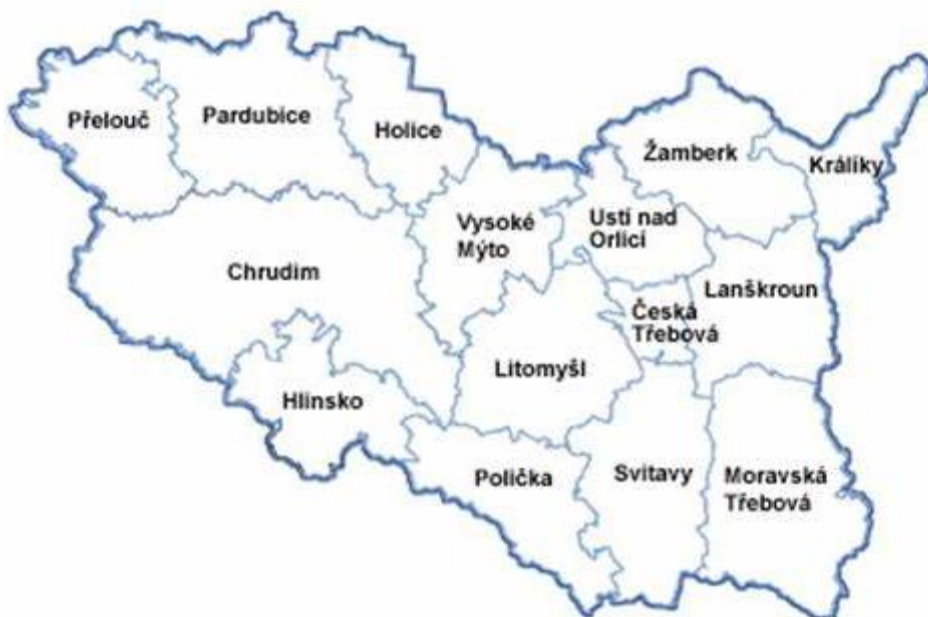 Přelouč
Pardubice
Holice
Žamberk
Králíky
Vysoké
Mýto
Ustí nad
Orlicí
Chrudim
Lanškroun
Česká
Třebová
Litomyšl
Hlinsko
Polička
Svitavy
Moravská
Třebová